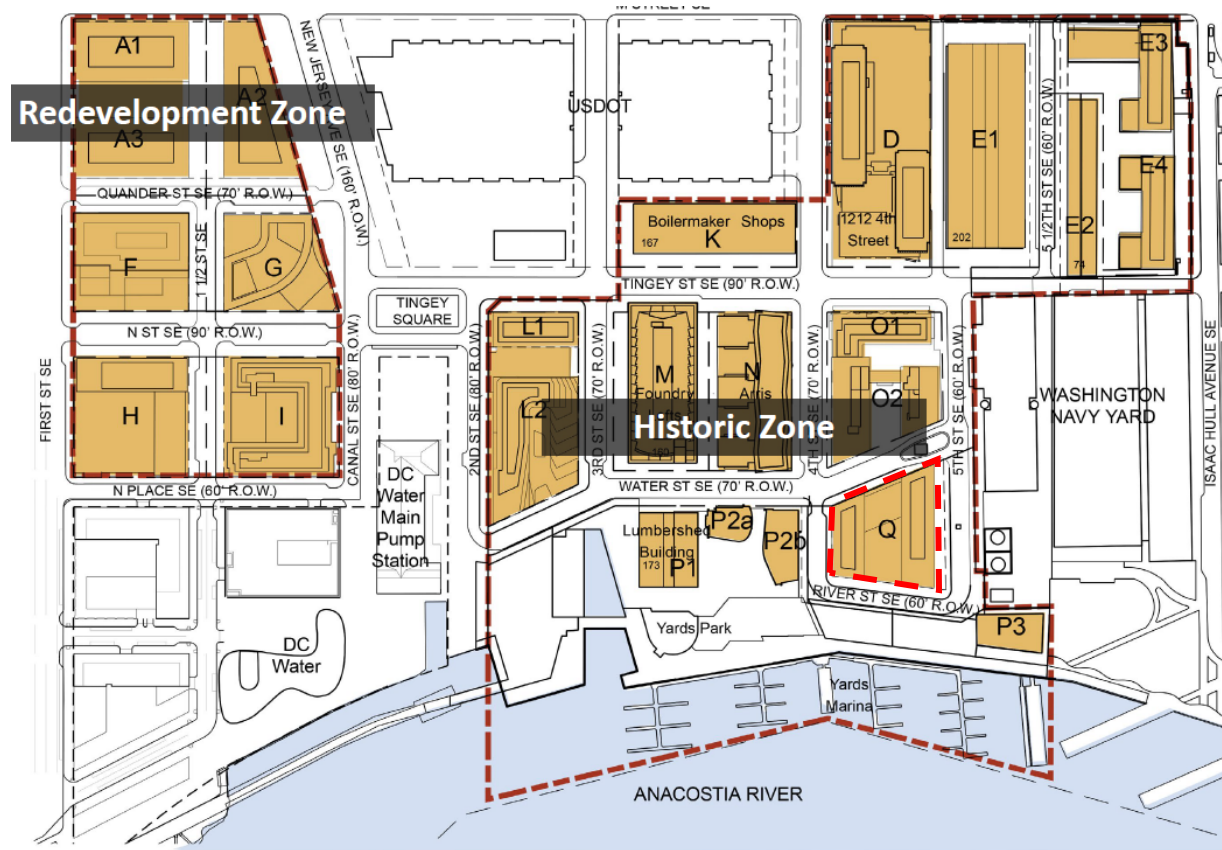 M STREET SE
A1
A2
A3
Redevelopment Zone
NEW JERSEY AVE SE (160' R.O.W.)
USDOT
D
E1
E3
E4
E2
5 1/2TH ST SE (60' R.O.W.)
QUANDER ST SE (70' R.O.W.)
Boilermaker Shops
167
K
1212 4th
Street
202
74
F
G
1 1/2 ST SE
TINGEY ST SE (90' R.O.W.)
TINGEY
SQUARE
N ST SE (90' R.O.W.)
L1
O1
FIRST ST SE
H
I
CANAL ST SE (80' R.O.W.)
2ND ST SE (80' R.O.W.)
L2
3RD ST SE (70' R.O.W.)
M
Foundry
Lofts
160
N
Arris
4TH ST SE (70' R.O.W.)
O2
5TH ST SE (60' R.O.W.)
WASHINGTON
NAVY YARD
ISAAC HULL AVENUE SE
Historic Zone
N PLACE SE (60' R.O.W.)
DC
Water
Main
Pump
Station
WATER ST SE (70' R.O.W.)
Lumbershed
Building
173
P1
P2a
P2b
Q
RIVER ST SE (60' R.O.W.)
P3
DC
Water
Yards Park
Yards
Marina
ANACOSTIA RIVER